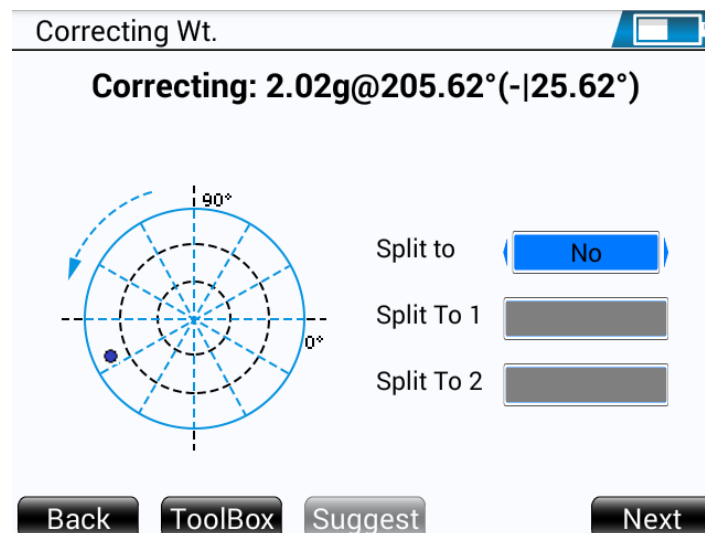 Correcting Wt.
Correcting: 2.02g@205.62°(-|25.62°)
90°
0°
Split to
No
Split To 1
Split To 2
Back
ToolBox
Suggest
Next